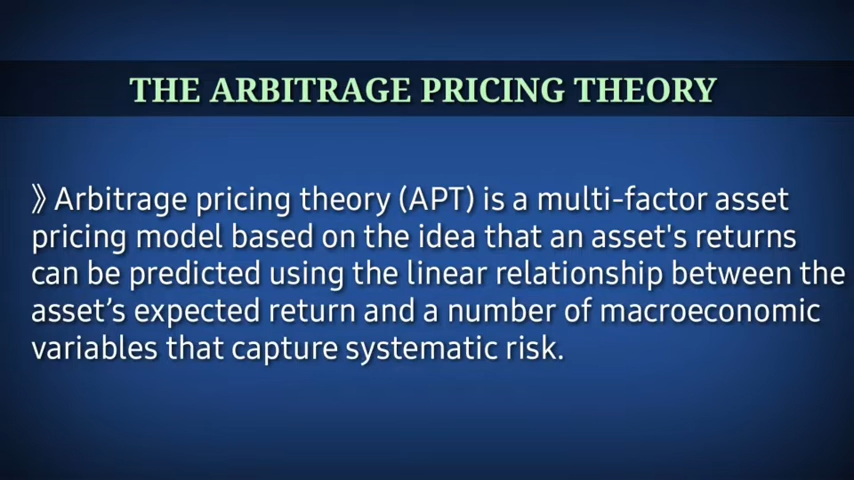 THE ARBITRAGE PRICING THEORY
》Arbitrage pricing theory (APT) is a multi-factor asset
pricing model based on the idea that an asset's returns
can be predicted using the linear relationship between the
asset’s expected return and a number of macroeconomic
variables that capture systematic risk.